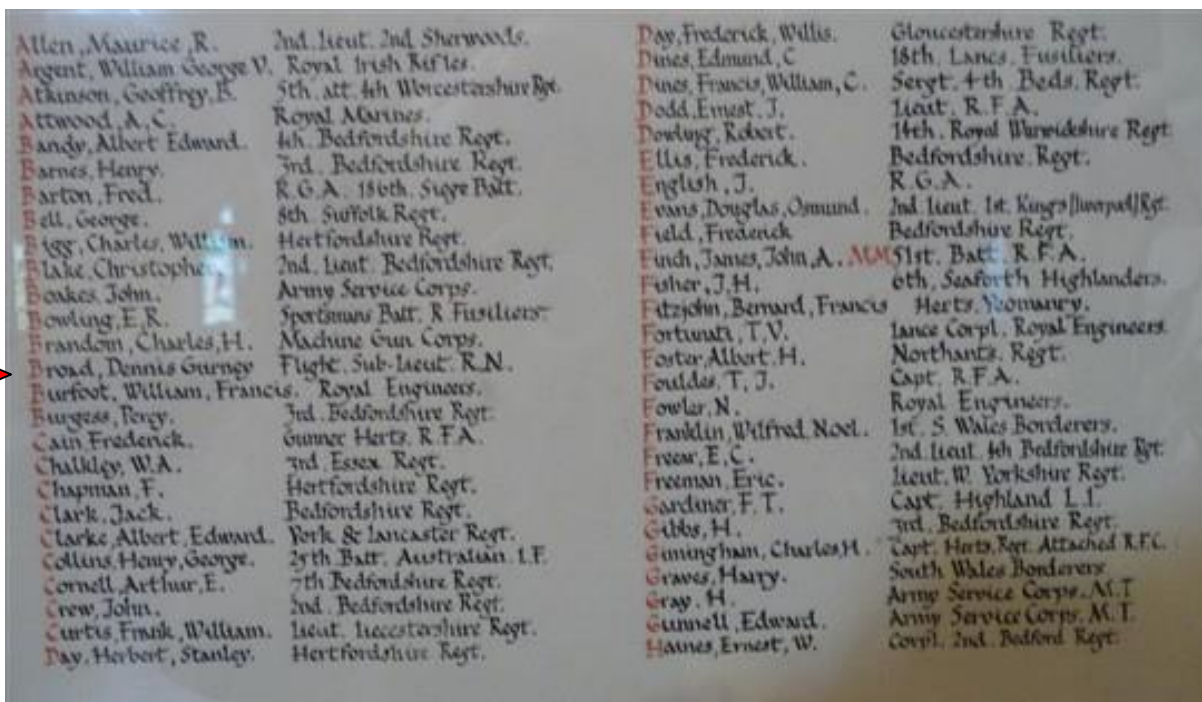 Allen, Maurice, R. 2nd. Lieut. 2nd. Sherwoods.
Argent, William George V. Royal Irish Rifles.
Atkinson, Geoffrey, B. 5th. att. 4th Worcestershire Rgt.
Attwood, A.C. Royal Marines.
Bandy, Albert Edward. 4th. Bedfordshire Regt.
Barnes, Henry. 3rd. Bedfordshire Regt.
Barton, Fred. R.G.A. 186th. Siege Batt.
Bell, George. 8th. Suffolk Regt.
Bigg, Charles, William. Hertfordshire Regt.
Blake, Christopher. 2nd. Lieut. Bedfordshire Regt.
Boakes, John. Army Service Corps.
Bowling, E.R. Sportsmans Batt. R. Fusiliers.
Brandom, Charles, H. Machine Gun Corps.
Broad, Dennis Gurney Flight. Sub-Lieut. R.N.
Burfoot, William, Francis. Royal Engineers.
Burgess, Percy. 3rd. Bedfordshire Regt.
Cain Frederick. Gunner Herts. R.F.A.
Chalkley, W.A. 3rd. Essex Regt.
Chapman, F. Hertfordshire Regt.
Clark, Jack. Bedfordshire Regt.
Clarke, Albert, Edward. York & Lancaster Regt.
Collins, Henry, George. 25th Batt. Australian I.F.
Cornell, Arthur, E. 7th Bedfordshire Regt.
Crew, John. 2nd. Bedfordshire Regt.
Curtis, Frank, William. Lieut. Leicestershire Regt.
Day, Herbert, Stanley. Hertfordshire Regt.
Day, Frederick, Willis. Gloucestershire Regt.
Dines, Edmund, C 18th. Lancs. Fusiliers.
Dines, Francis, William, C. Sergt. 4th. Beds. Regt.
Dodd, Ernest, J. Lieut. R.F.A.
Dowling, Robert. 14th. Royal Warwickshire Regt.
Ellis, Frederick. Bedfordshire. Regt.
English, J. R.G.A.
Evans, Douglas, Osmund. 2nd. Lieut. 1st. King's [Liverpool] Rgt.
Field, Frederick Bedfordshire Regt.
Finch, James, John, A. MM 51st. Batt. R.F.A.
Fisher, J.H. 6th, Seaforth Highlanders.
Fitzjohn, Bernard, Francis Herts. Yeomanry.
Fortunati, T.V. Lance Corpl. Royal Engineers.
Foster, Albert, H. Northants. Regt.
Fouldes, T, J. Capt. R.F.A.
Fowler, N. Royal Engineers.
Franklin, Wilfred, Noel. 1st. S. Wales Borderers.
Freear, E, C. 2nd. Lieut. 4th Bedfordshire Rgt.
Freeman, Eric. Lieut. W. Yorkshire Regt.
Gardiner, F. T. Capt. Highland L.I.
Gibbs, H. 3rd. Bedfordshire Regt.
Gimingham, Charles, H. Capt. Herts. Regt. Attached R.F.C.
Graves, Harry. South Wales Borderers
Gray, H. Army Service Corps. M.T
Gunnell, Edward. Army Service Corps. M.T.
Haines, Ernest, W. Corpl. 2nd. Bedford Regt.